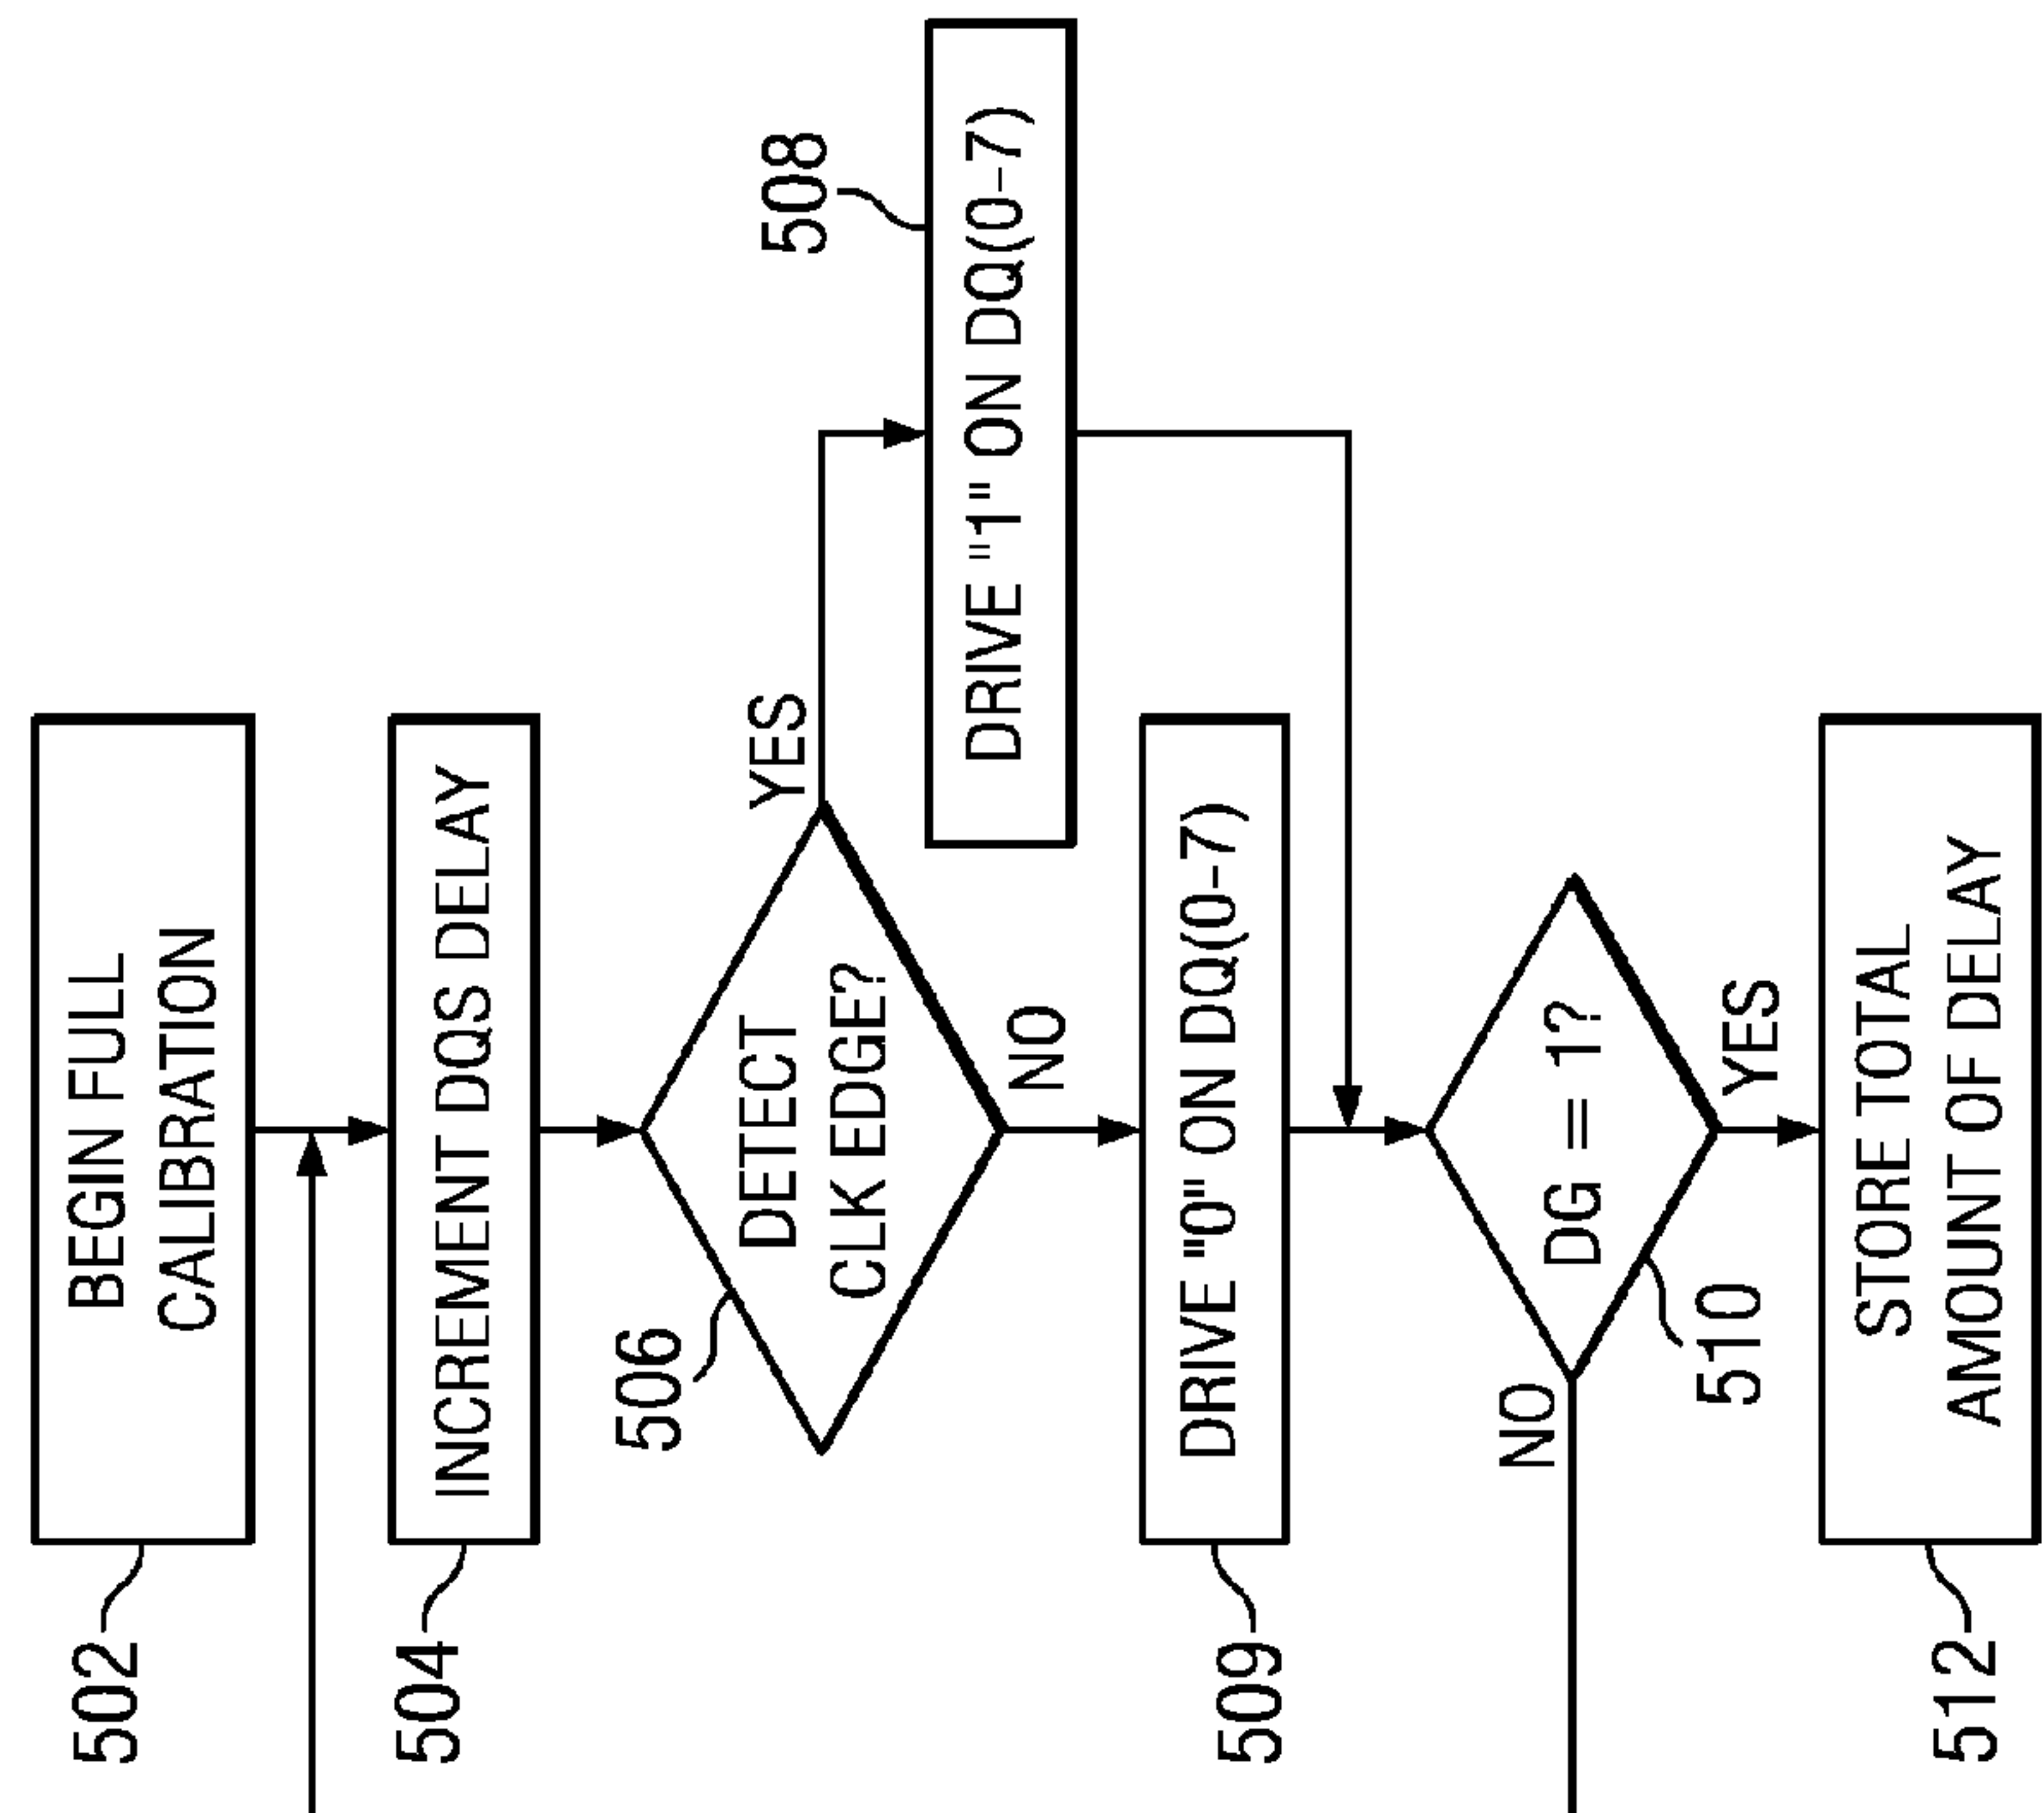 502
BEGIN FULL
CALIBRATION
504
INCREMENT DQS DELAY
506
DETECT
CLK EDGE?
YES
508
DRIVE "1" ON DQ(0-7)
NO
509
DRIVE "0" ON DQ(0-7)
NO
DG = 1?
510
YES
512
STORE TOTAL
AMOUNT OF DELAY